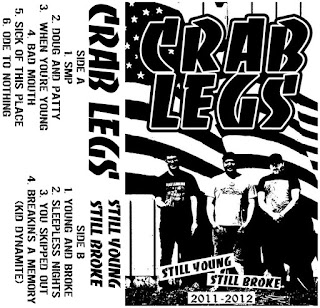 SIDE A
1. SMP
2. DOUG AND PATTY
3. WHEN YOU'RE YOUNG
4. BAD MOUTH
5. SICK OF THIS PLACE
6. ODE TO NOTHING
CRAB LEGS
STILL YOUNG
STILL BROKE
SIDE B
1. YOUNG AND BROKE
2. SLEEPLESS NIGHTS
3. YOU SKIPPED OUT
4. BREAKIN'S A MEMORY
(KID DYNAMITE)
CRAB
LEGS
STILL YOUNG
STILL BROKE
2011-2012